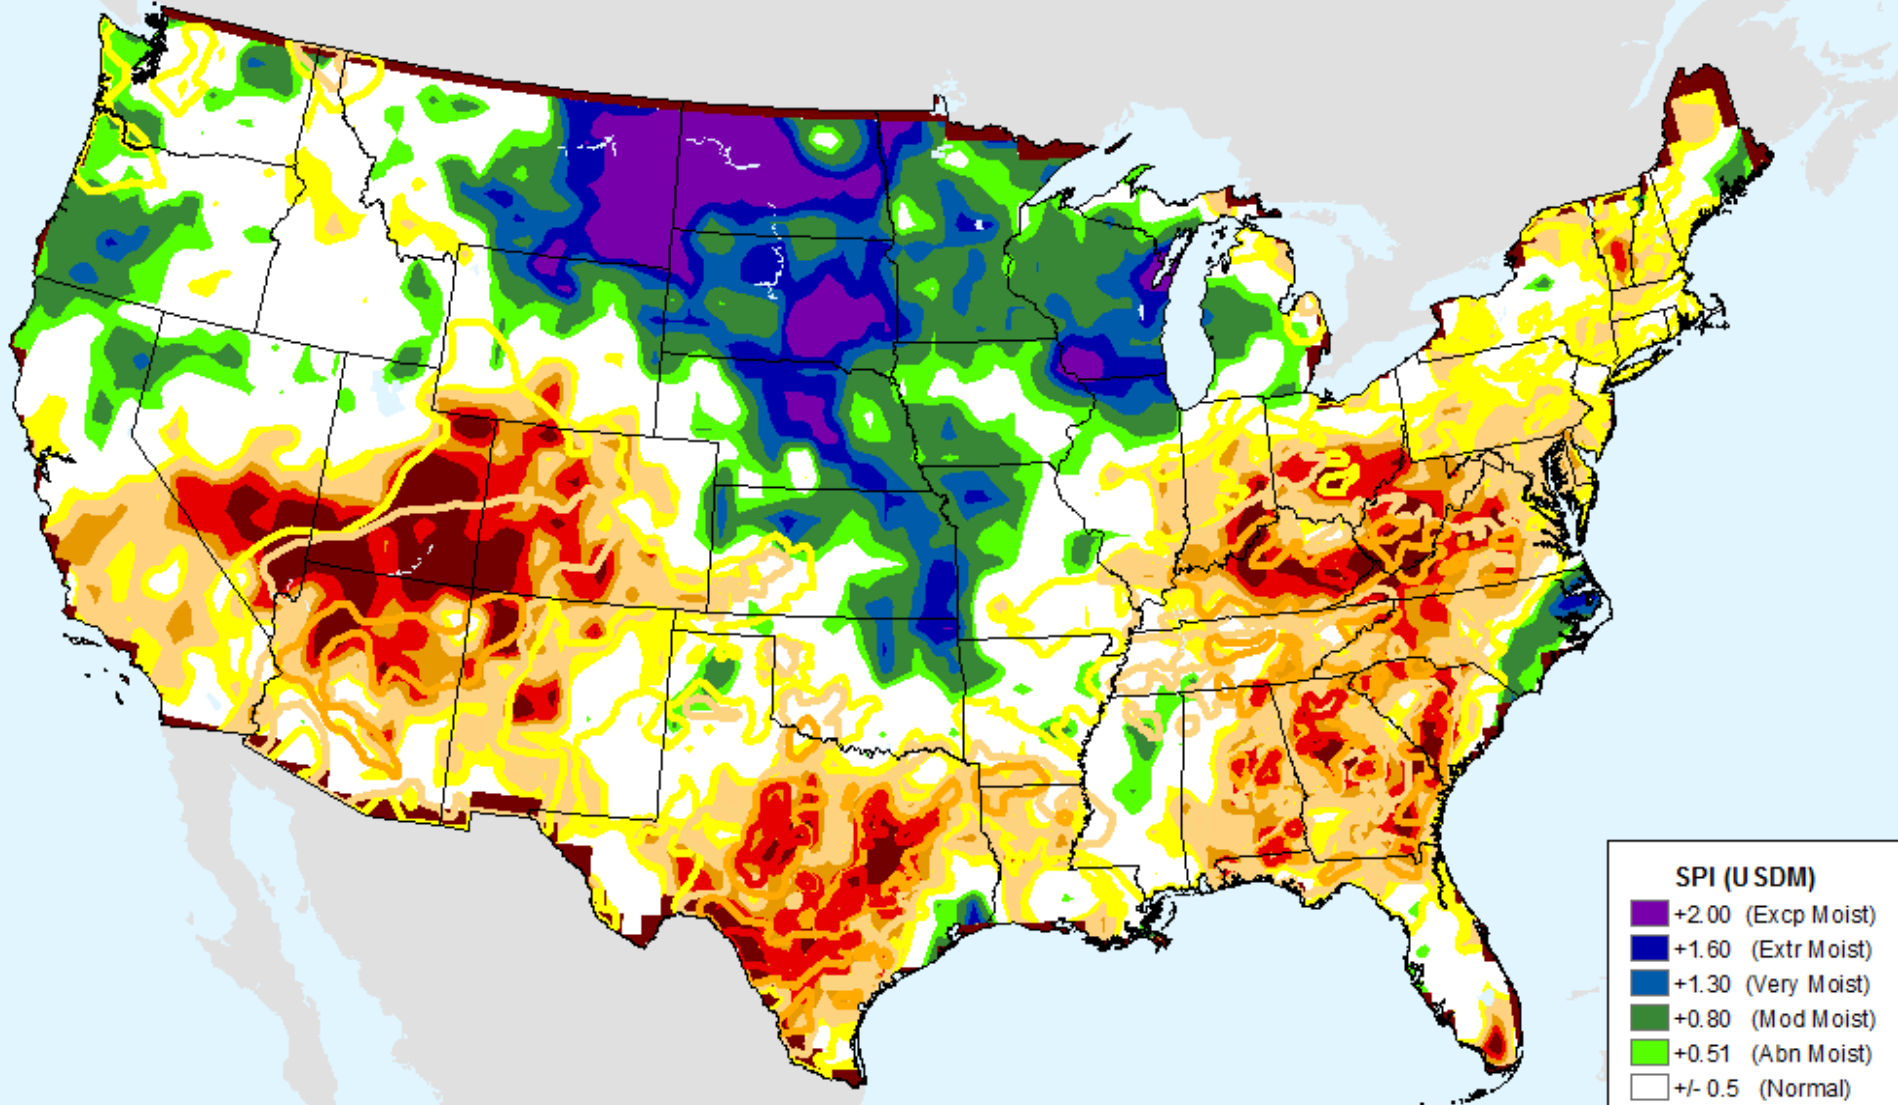 SPI (USDM)
+2.00 (Excp Moist)
+1.60 (Extr Moist)
+1.30 (Very Moist)
+0.80 (Mod Moist)
+0.51 (Abn Moist)
+/- 0.5 (Normal)